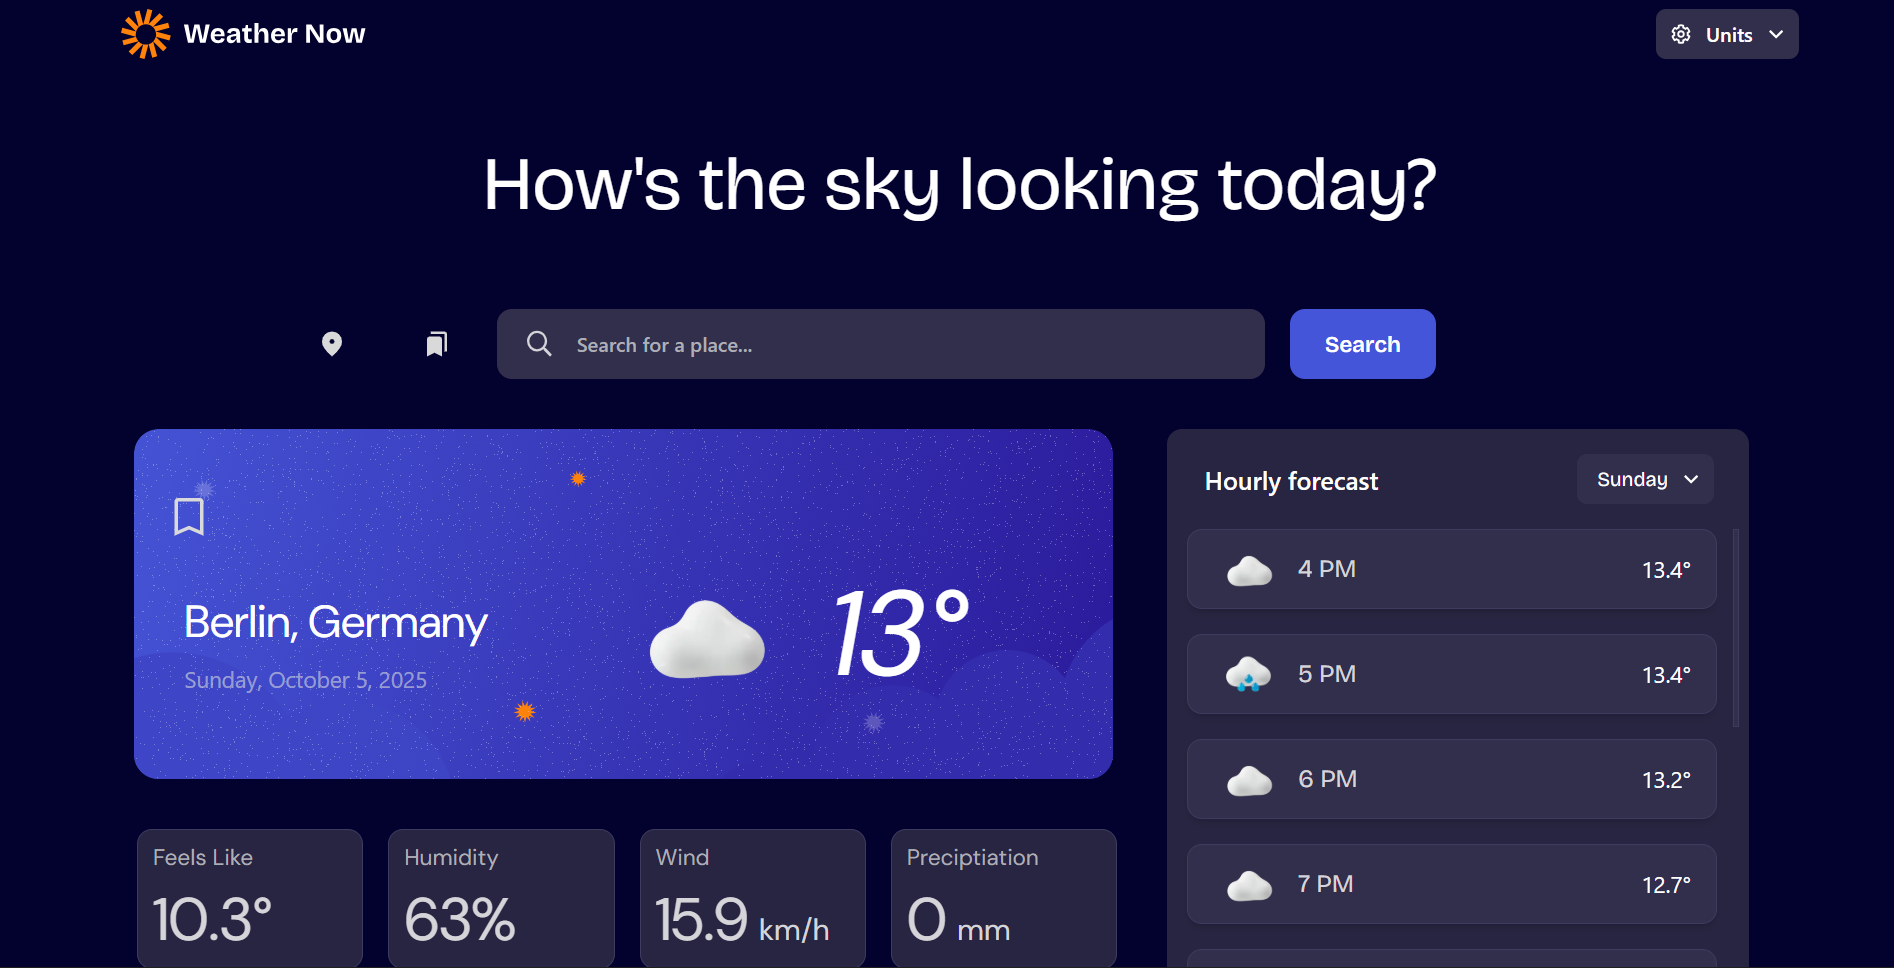 Weather Now
Units
How's the sky looking today?
Search for a place...
Search
Berlin, Germany
Sunday, October 5, 2025
13°
Feels Like
10.3°
Humidity
63%
Wind
15.9 km/h
Preciptiation
0 mm
Hourly forecast
Sunday
4 PM 13.4°
5 PM 13.4°
6 PM 13.2°
7 PM 12.7°